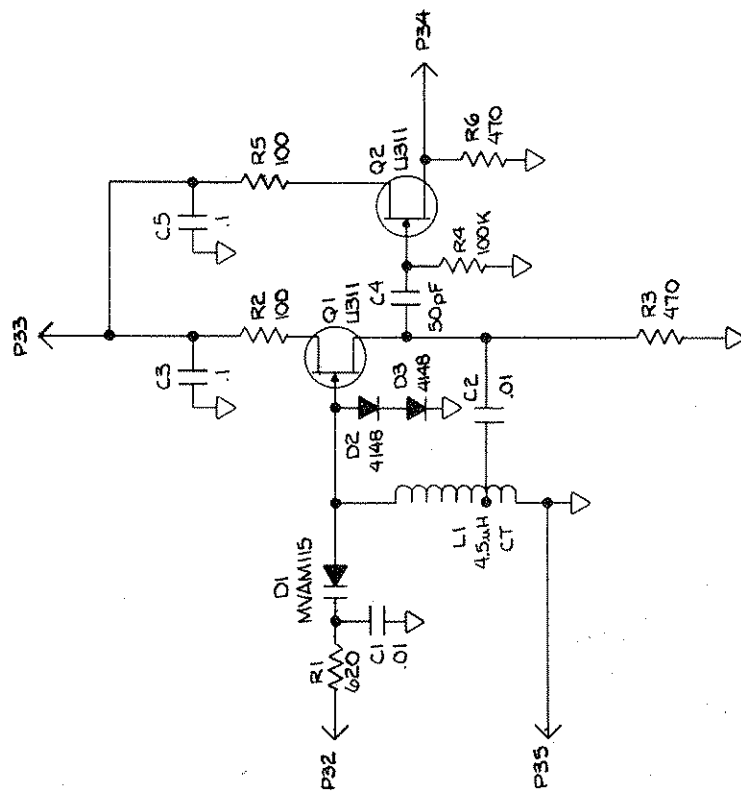 P33
P34
C5
.1
R5
100
Q2
U311
R6
470
C3
.1
R2
100
Q1
U311
C4
50pF
R4
100K
D2
4148
D3
4148
C2
.01
R3
470
D1
MVAM115
L1
4.5uH
CT
R1
620
C1
.01
P32
P35